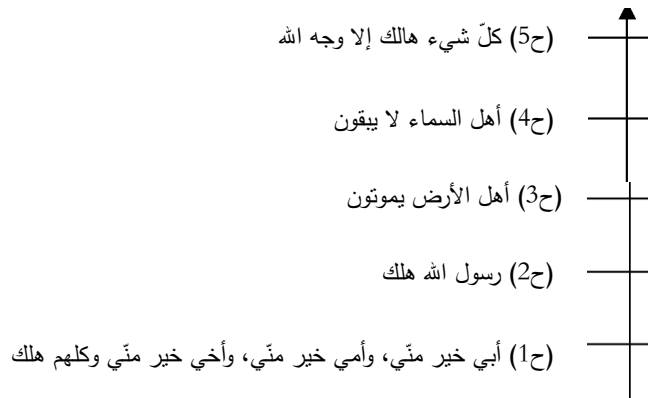 (ح5) كلّ شيء هالك إلا وجه الله
(ح4) أهل السماء لا يبقون
(ح3) أهل الأرض يموتون
(ح2) رسول الله هلك
(ح1) أبي خير منّي، وأمي خير منّي، وأخي خير منّي وكلهم هلك